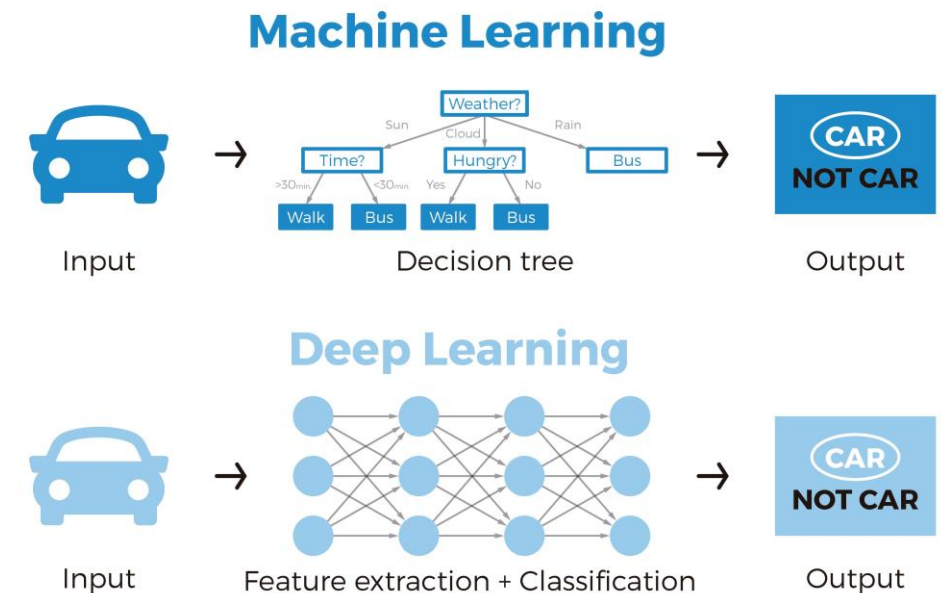 Machine Learning
Weather?
Sun
Cloud
Rain
Time?
Hungry?
Bus
>30min.
<30min.
Yes
No
Walk
Bus
Walk
Bus
CAR
NOT CAR
Input
Decision tree
Output
Deep Learning
CAR
NOT CAR
Input
Feature extraction + Classification
Output